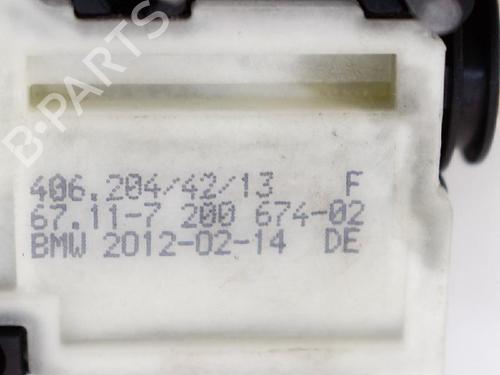 B·PARTS
406.204/42/13 F
67.11-7 200 674-02
BMW 2012-02-14 DE